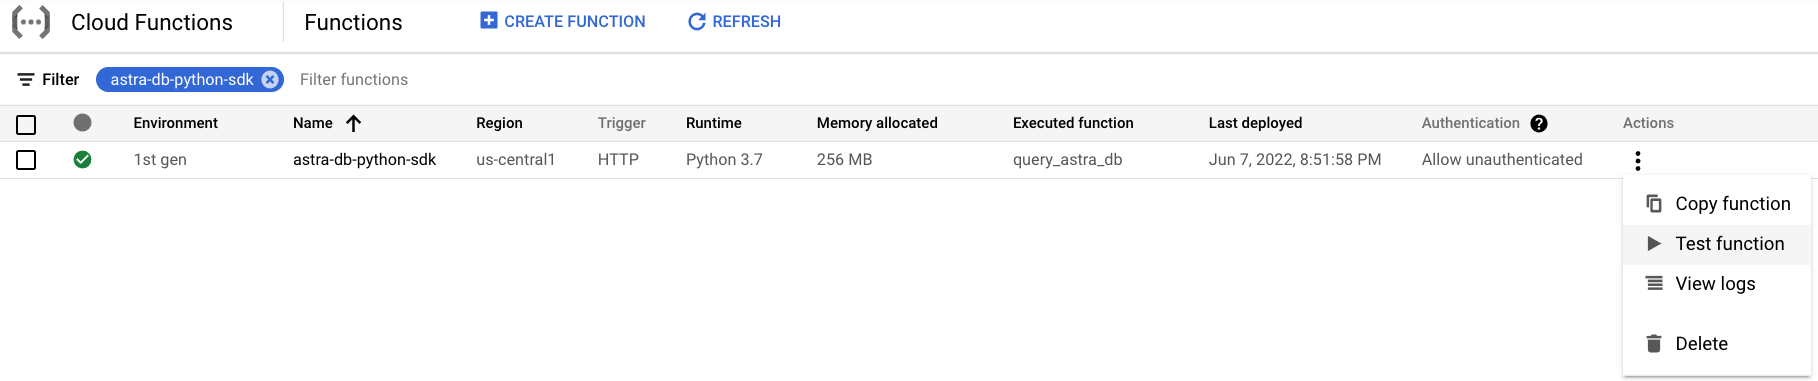 Cloud Functions Functions CREATE FUNCTION REFRESH
Filter astra-db-python-sdk Filter functions
Environment Name Region Trigger Runtime Memory allocated Executed function Last deployed Authentication Actions
1st gen astra-db-python-sdk us-central1 HTTP Python 3.7 256 MB query_astra_db Jun 7, 2022, 8:51:58 PM Allow unauthenticated
Copy function
Test function
View logs
Delete